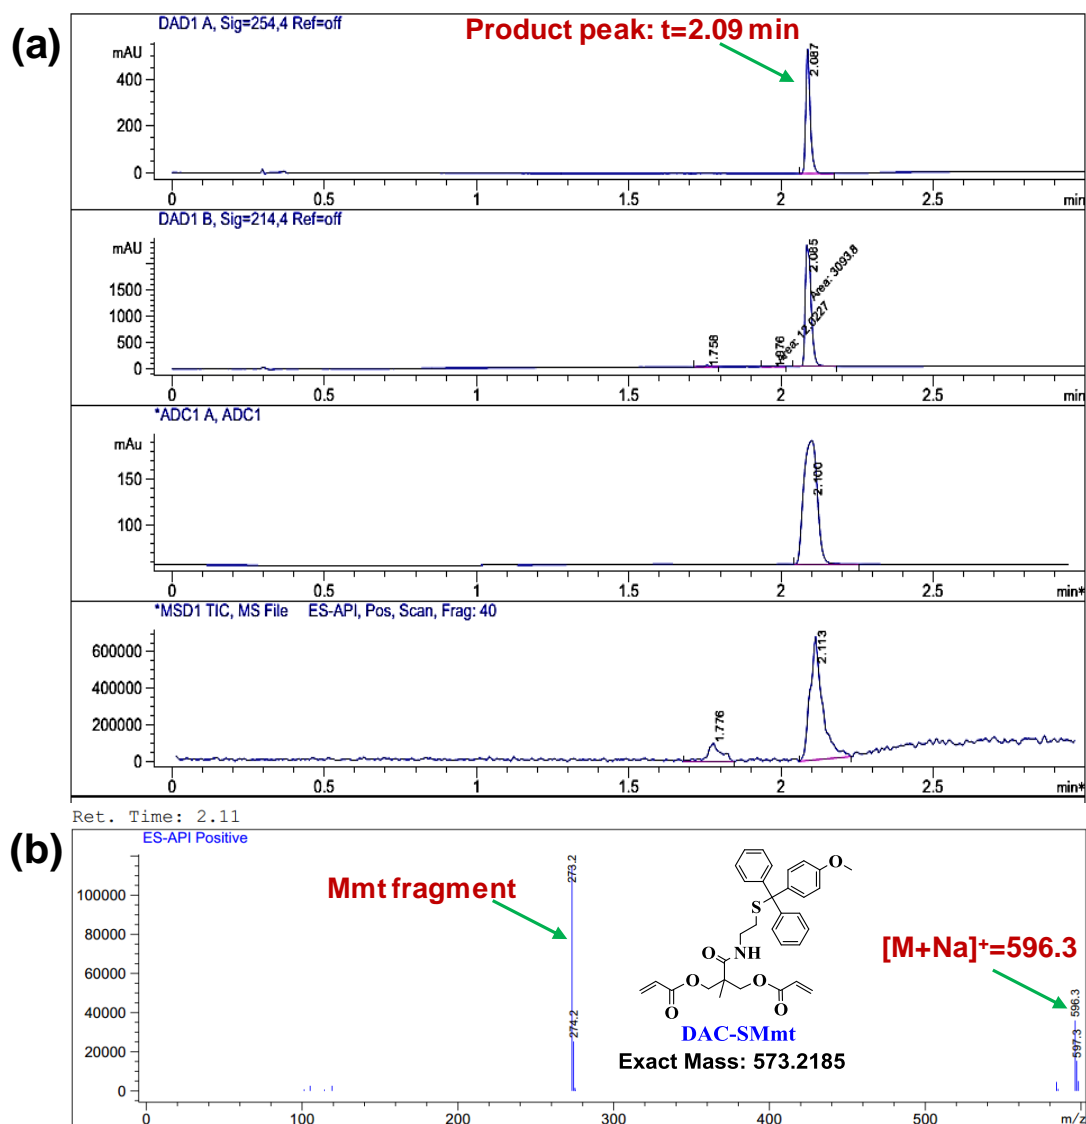 (a)
DAD1 A, Sig=254,4 Ref=off
Product peak: t=2.09 min
mAU
400
200
0
2.087
0 0.5 1 1.5 2 2.5 min
DAD1 B, Sig=214,4 Ref=off
mAU
1500
1000
500
0
1.758
1.976
Area: 12.0227
2.085
Area: 3093.8
0 0.5 1 1.5 2 2.5 min
*ADC1 A, ADC1
mAu
150
100
2.100
0 0.5 1 1.5 2 2.5 min*
*MSD1 TIC, MS File ES-API, Pos, Scan, Frag: 40
600000
400000
200000
0
1.776
2.113
0 0.5 1 1.5 2 2.5 min*
Ret. Time: 2.11
(b)
ES-API Positive
100000
80000
60000
40000
20000
0
273.2
274.2
Mmt fragment
[M+Na]+=596.3
596.3
597.3
O
S
O
NH
O
O
O
O
DAC-SMmt
Exact Mass: 573.2185
0 100 200 300 400 500 m/z